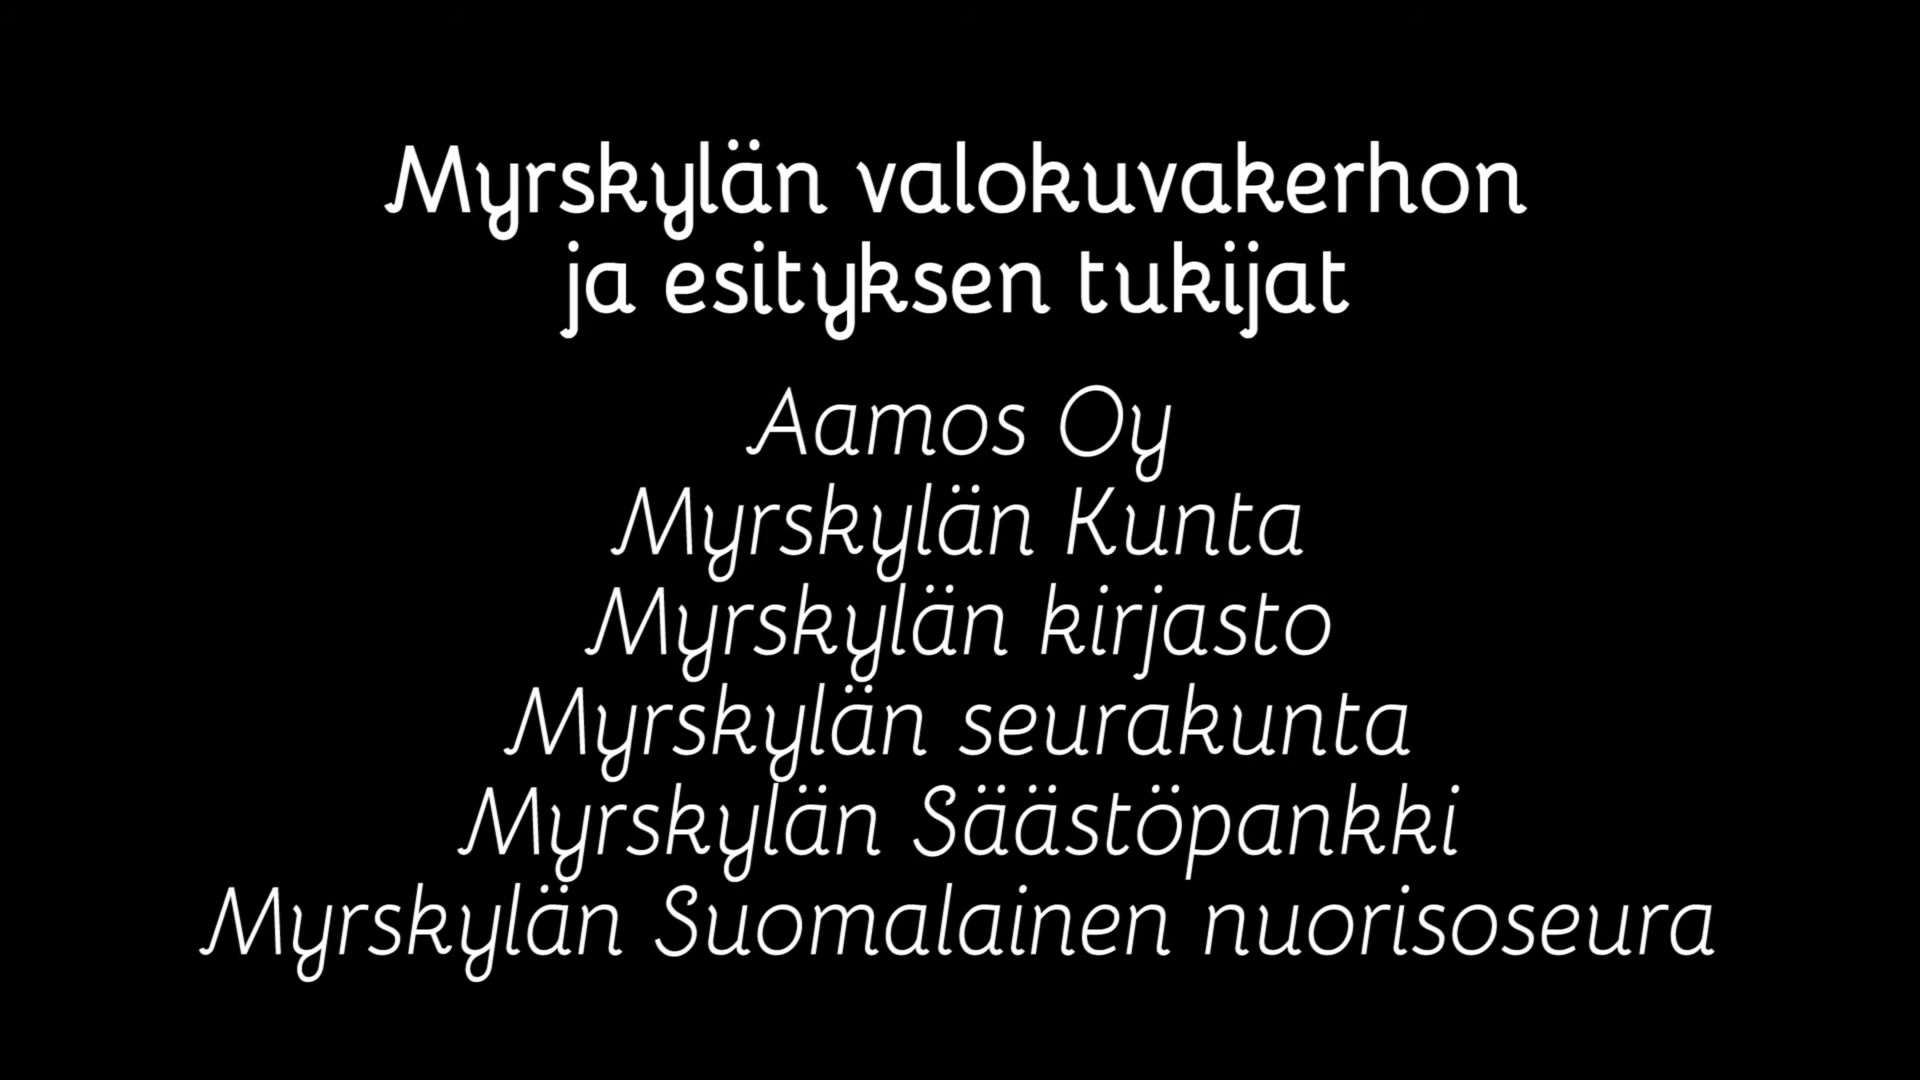 Myrskylän valokuvakerhon
ja esityksen tukijat
Aamos Oy
Myrskylän Kunta
Myrskylän kirjasto
Myrskylän seurakunta
Myrskylän Säästöpankki
Myrskylän Suomalainen nuorisoseura